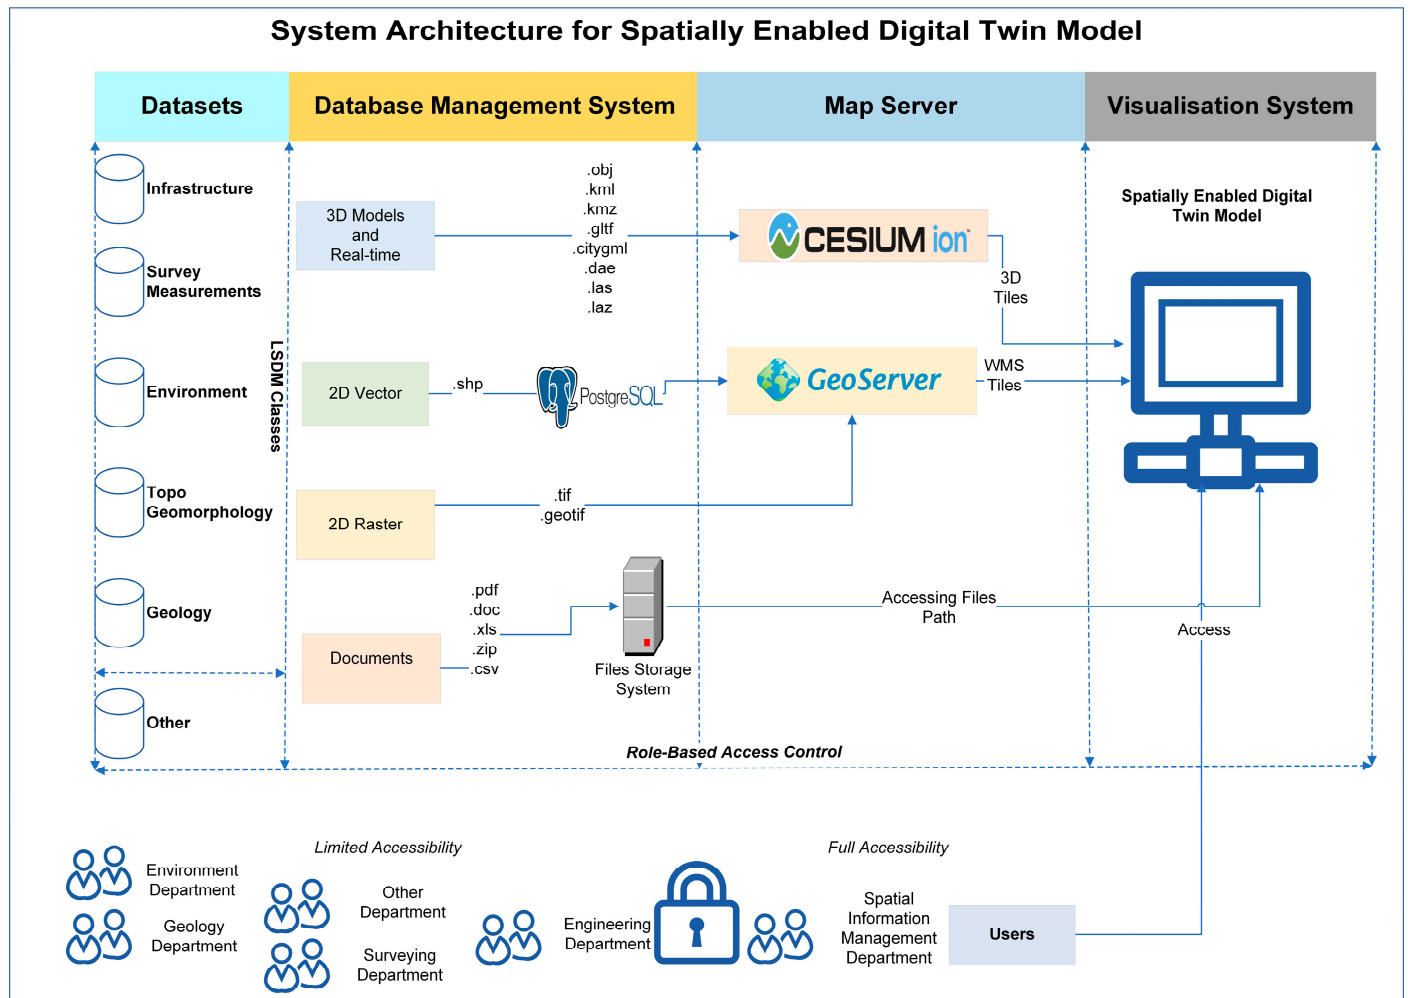 System Architecture for Spatially Enabled Digital Twin Model
Datasets
Database Management System
Map Server
Visualisation System
Infrastructure
Survey
Measurements
Environment
Topo
Geomorphology
Geology
Other
LSDM Classes
3D Models
and
Real-time
.obj
.kml
.kmz
.gltf
.citygml
.dae
.las
.laz
CESIUM ion
3D
Tiles
Spatially Enabled Digital
Twin Model
2D Vector
.shp
PostgreSQL
GeoServer
WMS
Tiles
2D Raster
.tif
.geotif
Documents
.pdf
.doc
.xls
.zip
.csv
Files Storage
System
Accessing Files
Path
Access
Role-Based Access Control
Limited Accessibility
Full Accessibility
Environment
Department
Geology
Department
Other
Department
Surveying
Department
Engineering
Department
Spatial
Information
Management
Department
Users